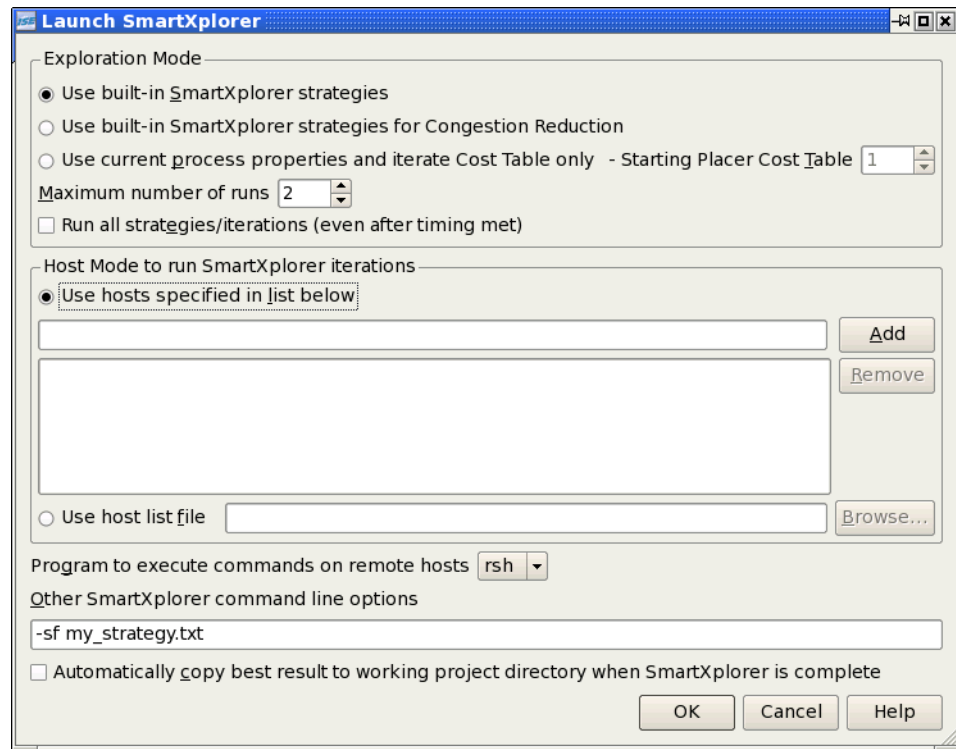 ISE Launch SmartXplorer
Exploration Mode
Use built-in SmartXplorer strategies
Use built-in SmartXplorer strategies for Congestion Reduction
Use current process properties and iterate Cost Table only - Starting Placer Cost Table 1
Maximum number of runs 2
Run all strategies/iterations (even after timing met)
Host Mode to run SmartXplorer iterations
Use hosts specified in list below
Add
Remove
Use host list file Browse...
Program to execute commands on remote hosts rsh
Other SmartXplorer command line options
-sf my_strategy.txt
Automatically copy best result to working project directory when SmartXplorer is complete
OK Cancel Help